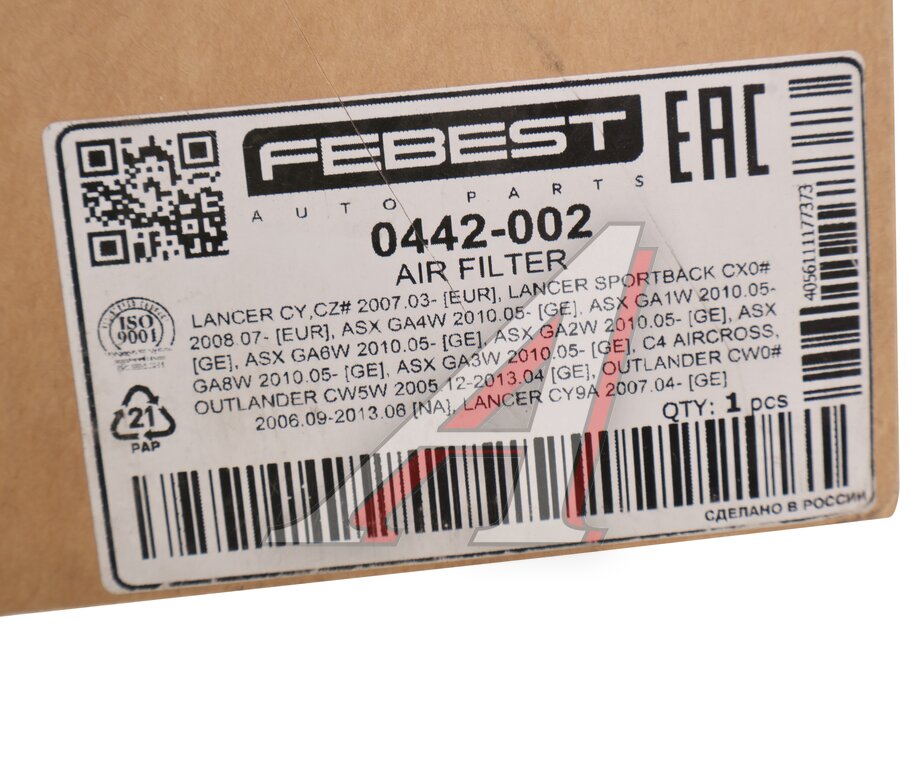 FEBEST
EAC
AUTO PARTS
0442-002
AIR FILTER
LANCER CY,CZ# 2007.03- [EUR], LANCER SPORTBACK CX0#
2008.07- [EUR], ASX GA4W 2010.05- [GE], ASX GA1W 2010.05-
[GE], ASX GA6W 2010.05- [GE], ASX GA2W 2010.05- [GE], ASX
GA8W 2010.05- [GE], ASX GA3W 2010.05- [GE], C4 AIRCROSS,
OUTLANDER CW5W 2005.12-2013.04 [GE], OUTLANDER CW0#
2006.09-2013.06 [NA], LANCER CY9A 2007.04- [GE]
QTY: 1 pcs
ISO
9001
21
PAP
4056111177373
СДЕЛАНО В РОССИИ